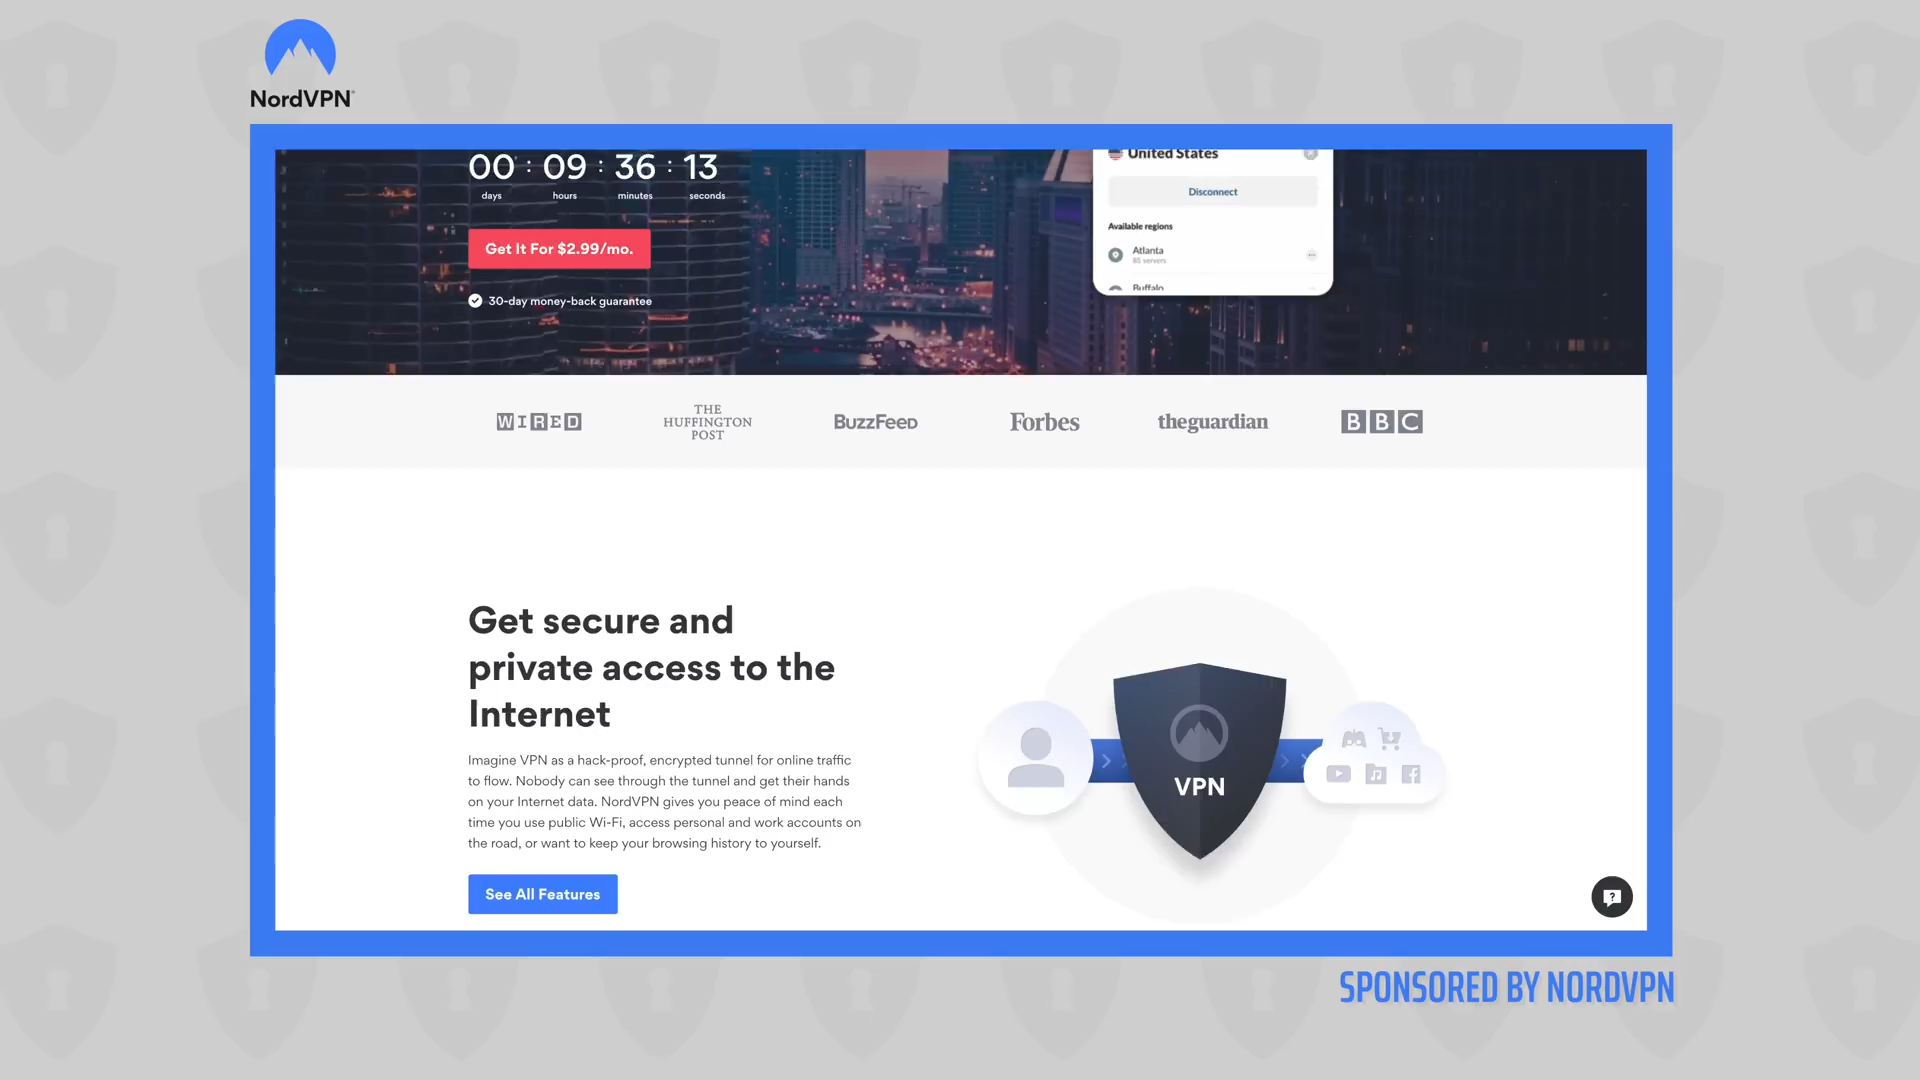 NordVPN®
00 : 09 : 36 : 13
days hours minutes seconds
Get It For $2.99/mo.
30-day money-back guarantee
United States
Disconnect
Available regions
Atlanta
85 servers
Buffalo
WIRED
THE
HUFFINGTON
POST
BuzzFeed
Forbes
theguardian
BBC
Get secure and
private access to the
Internet
Imagine VPN as a hack-proof, encrypted tunnel for online traffic
to flow. Nobody can see through the tunnel and get their hands
on your Internet data. NordVPN gives you peace of mind each
time you use public Wi-Fi, access personal and work accounts on
the road, or want to keep your browsing history to yourself.
See All Features
VPN
SPONSORED BY NORDVPN